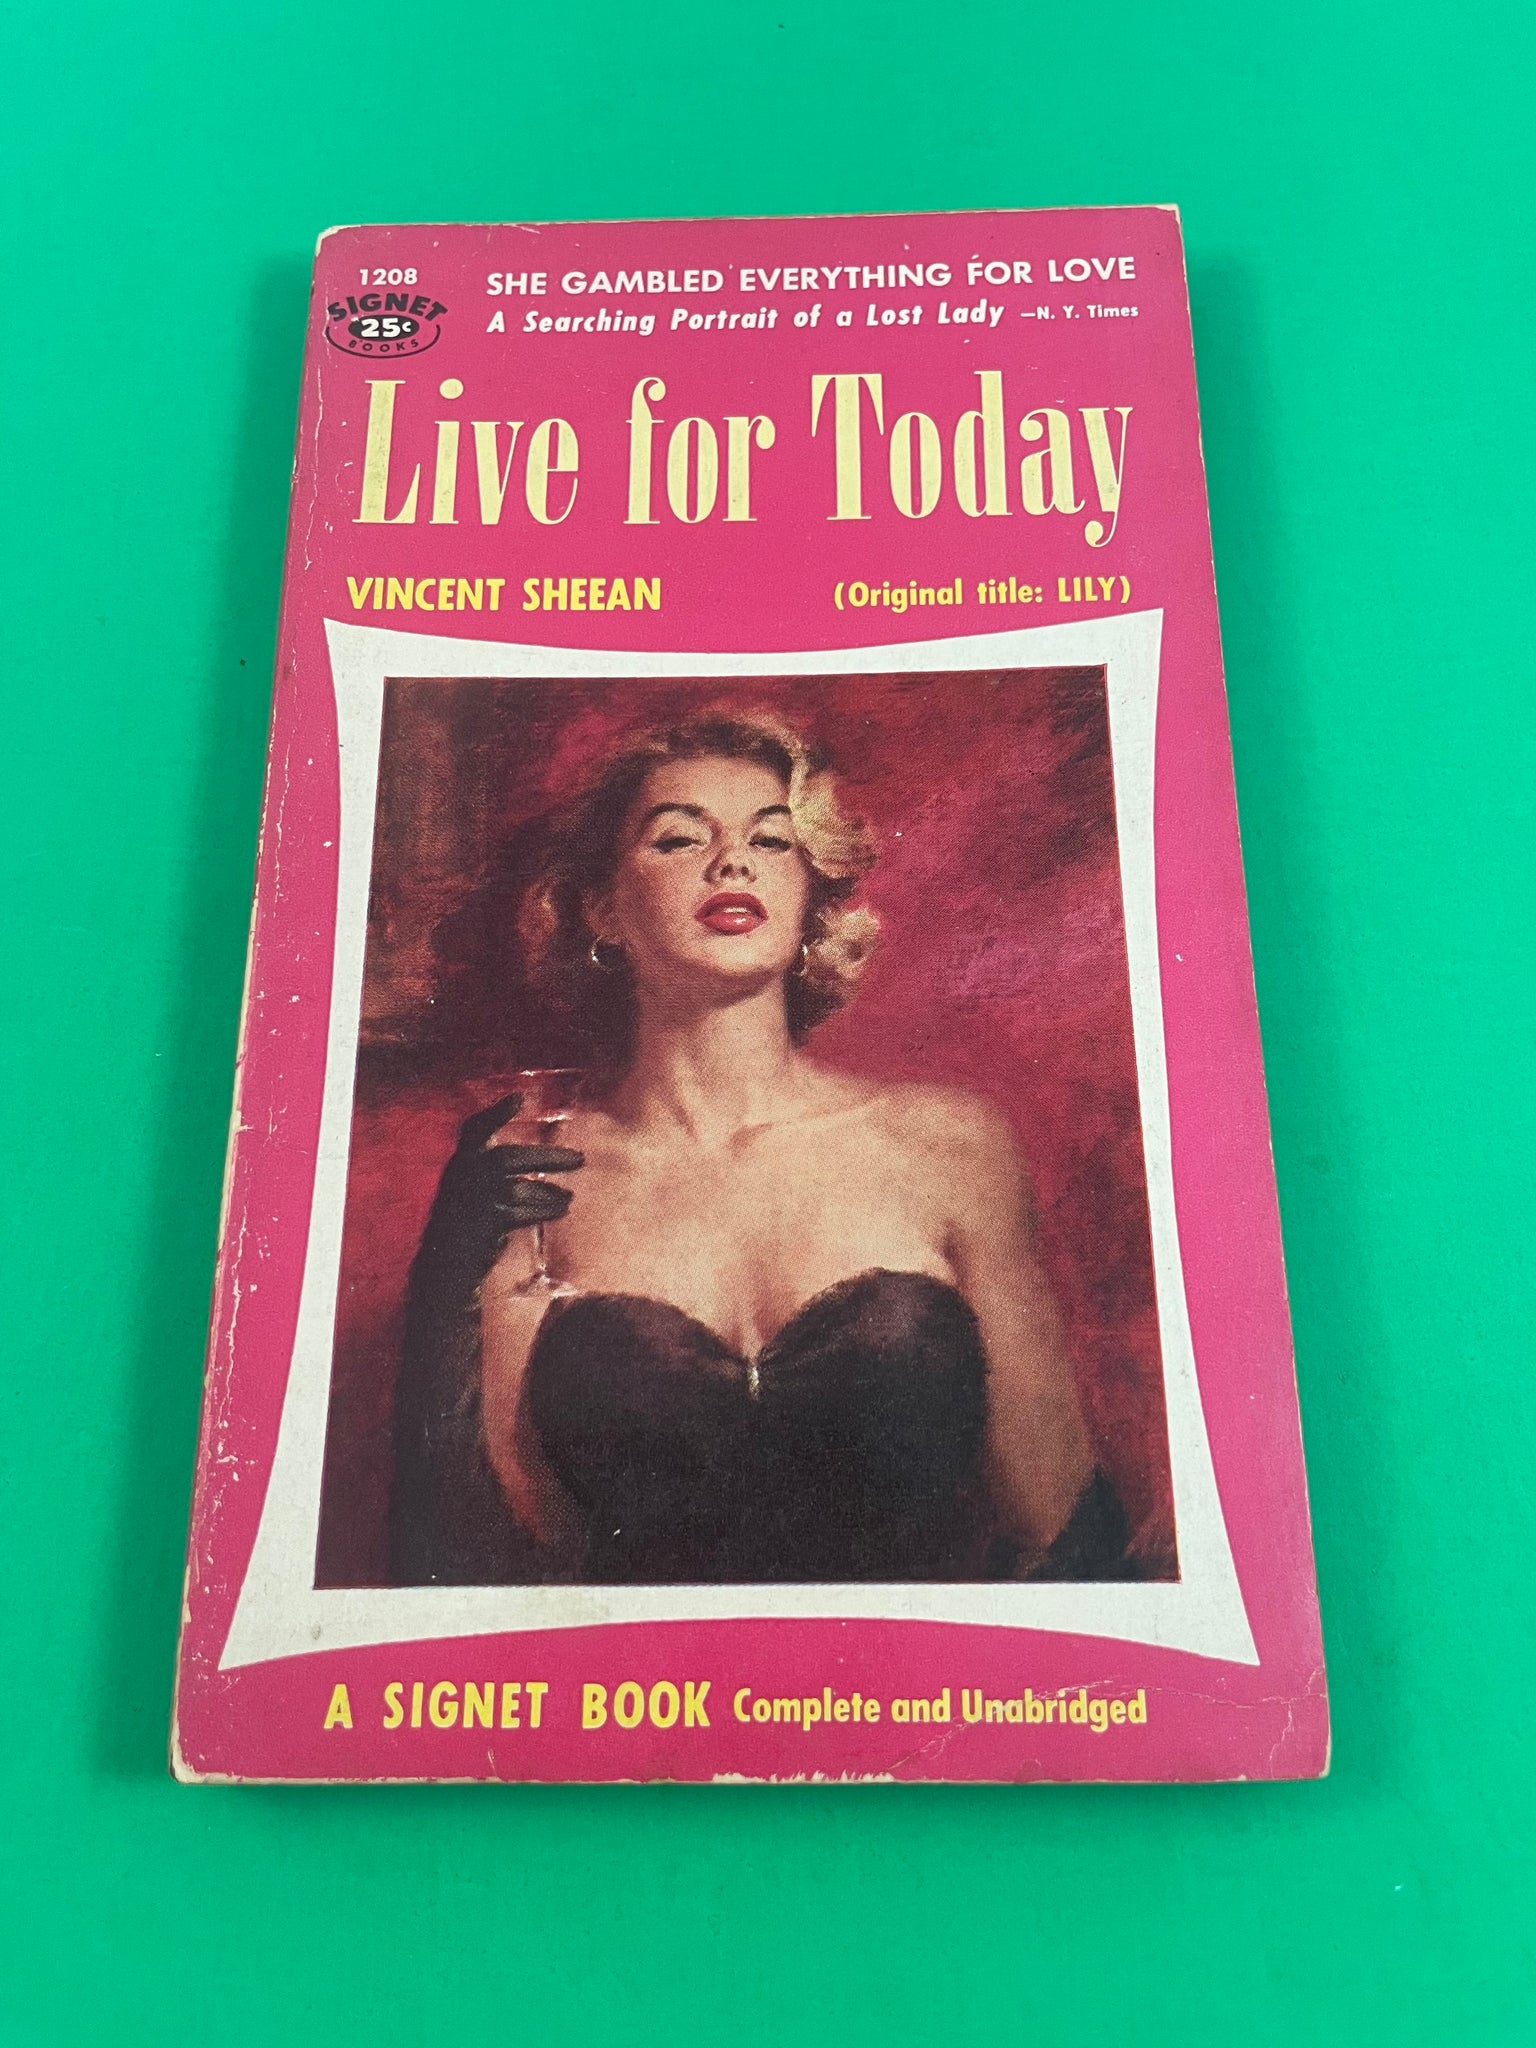 1208
SIGNET
25¢
BOOKS
SHE GAMBLED EVERYTHING FOR LOVE
A Searching Portrait of a Lost Lady —N. Y. Times
Live for Today
VINCENT SHEEAN
(Original title: LILY)
A SIGNET BOOK Complete and Unabridged